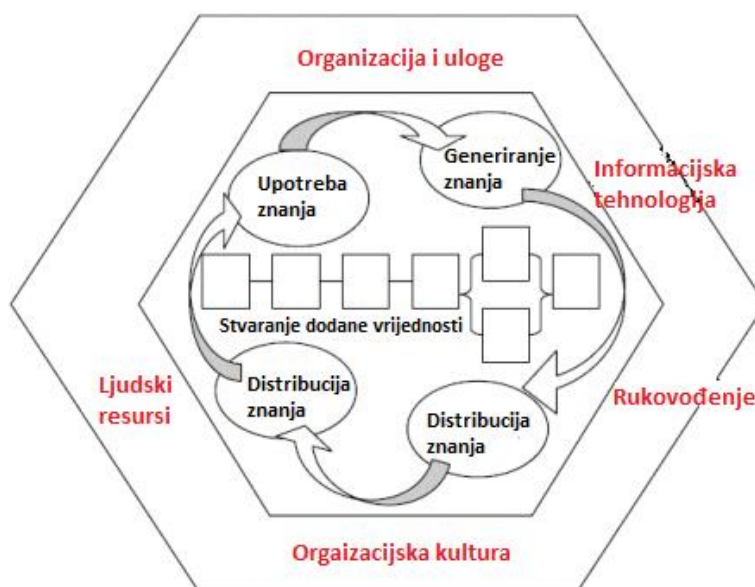 Organizacija i uloge
Generiranje
znanja
Informacijska
tehnologija
Upotreba
znanja
Stvaranje dodane vrijednosti
Ljudski
resursi
Distribucija
znanja
Distribucija
znanja
Rukovođenje
Orgaizacijska kultura